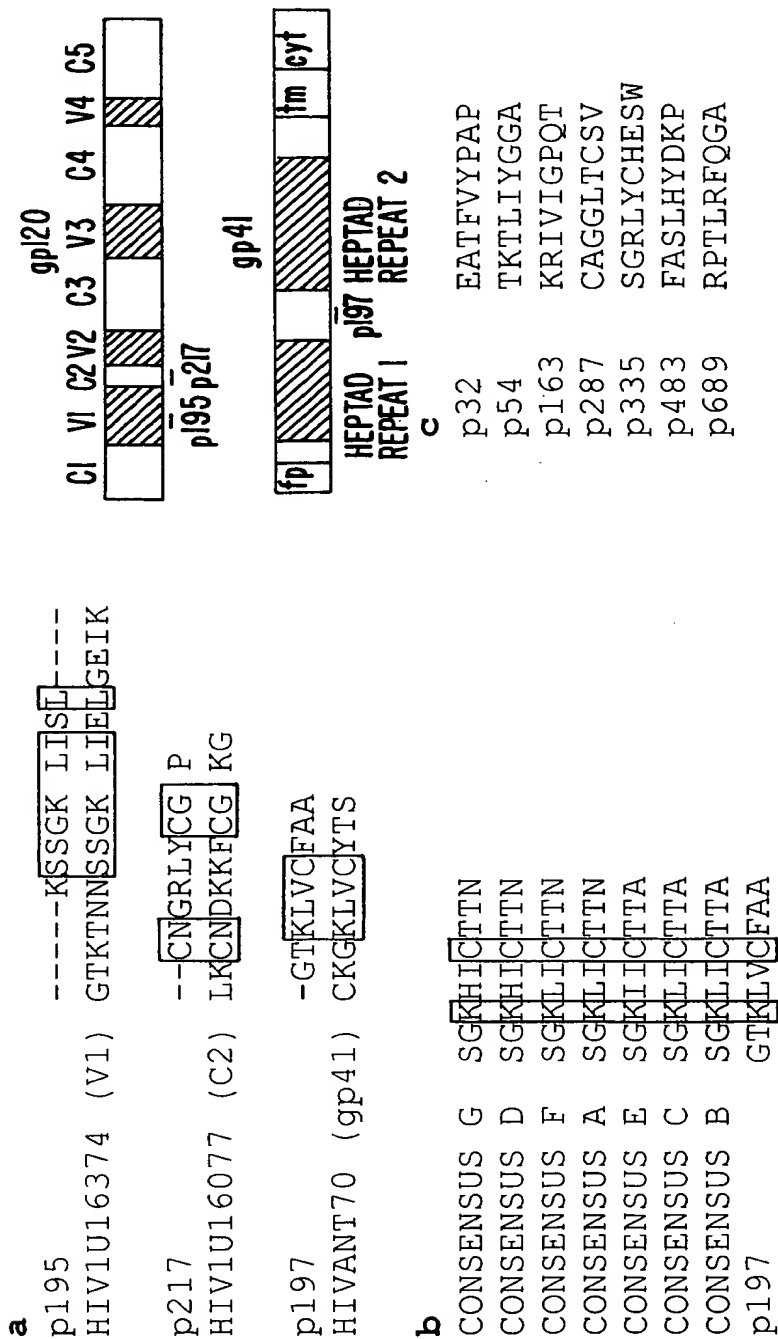 a
p195 -----KSSGK LISL-----
HIV1U16374 (V1) GTKTNNSSGK LIELGEIK
p217 --CNGRLYCG P
HIV1U16077 (C2) LKCNDKKFCG KG
p197 -GTKLVCFAA
HIVANT70 (gp41) CKGKLVCYTS
gp120
C1 V1 C2 V2 C3 V3 C4 V4 C5
p195 p217
gp41
fp tm cyt
HEPTAD REPEAT 1 p197 HEPTAD REPEAT 2
b
CONSENSUS G SGKHICTTN
CONSENSUS D SGKHICTTN
CONSENSUS F SGKLICTTN
CONSENSUS A SGKLICTTN
CONSENSUS E SGKIICTTA
CONSENSUS C SGKLICTTA
CONSENSUS B SGKLICTTA
p197 GTKLVCFAA
c
p32 EATFVYPAP
p54 TKTLIYGGA
p163 KRIVIGPQT
p287 CAGGLTCSV
p335 SGRLYCHESW
p483 FASLHYDKP
p689 RPTLRFQGA